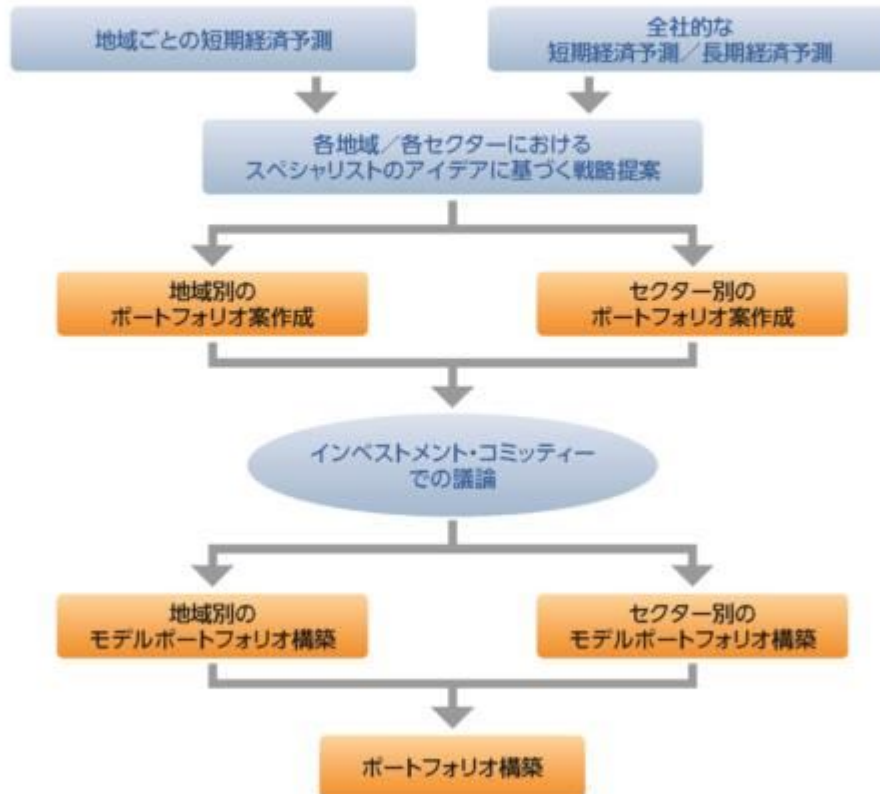 地域ごとの短期経済予測
全社的な
短期経済予測／長期経済予測
各地域／各セクターにおける
スペシャリストのアイデアに基づく戦略提案
地域別の
ポートフォリオ案作成
セクター別の
ポートフォリオ案作成
インベストメント・コミッティー
での議論
地域別の
モデルポートフォリオ構築
セクター別の
モデルポートフォリオ構築
ポートフォリオ構築